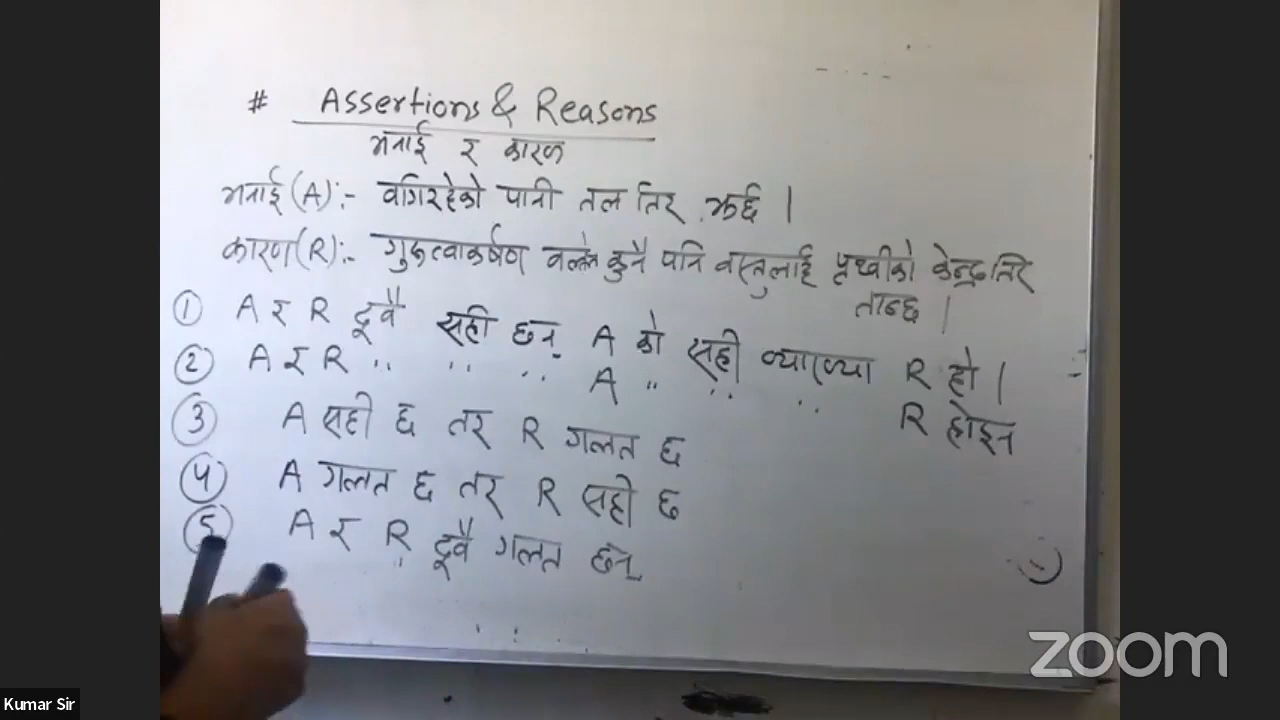 # Assertions & Reasons
भनाई र कारण
भनाई (A):- बगिरहेको पानी तल तिर झर्छ |
कारण (R):- गुरुत्वाकर्षण बलले कुनै पनि वस्तुलाई पृथ्वीको केन्द्रतिर
तान्छ |
① A र R दूवै सही छन् A को सही व्याख्या R हो |
② A र R ,, ,, ,, A ,, ,, ,, R होइन
③ A सही छ तर R गलत छ
④ A गलत छ तर R सही छ
⑤ A र R दूवै गलत छन्
zoom
Kumar Sir